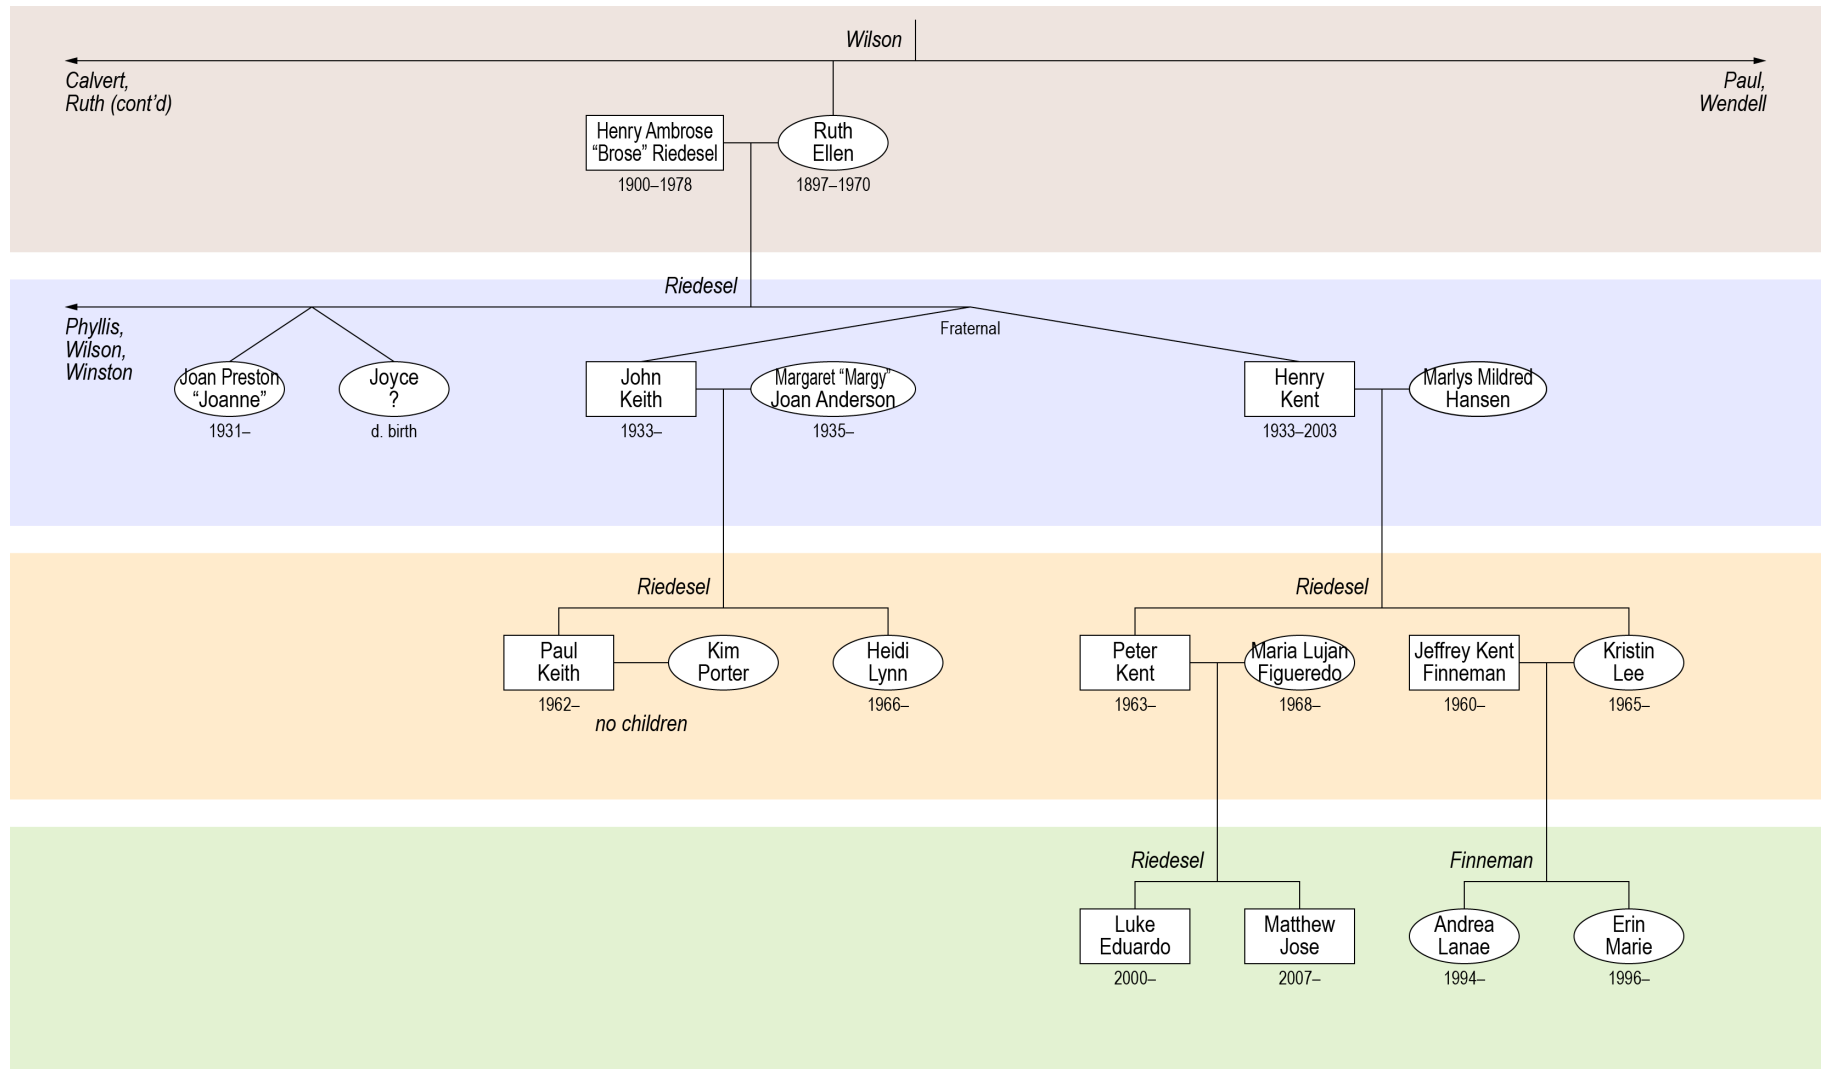 Wilson
Calvert,
Ruth (cont’d)
Paul,
Wendell
Henry Ambrose
“Brose” Riedesel
1900–1978
Ruth
Ellen
1897–1970
Riedesel
Phyllis,
Wilson,
Winston
Fraternal
Joan Preston
“Joanne”
1931–
Joyce
?
d. birth
John
Keith
1933–
Margaret “Margy”
Joan Anderson
1935–
Henry
Kent
1933–2003
Marlys Mildred
Hansen
Riedesel
Riedesel
Paul
Keith
1962–
Kim
Porter
no children
Heidi
Lynn
1966–
Peter
Kent
1963–
Maria Lujan
Figueredo
1968–
Jeffrey Kent
Finneman
1960–
Kristin
Lee
1965–
Riedesel
Finneman
Luke
Eduardo
2000–
Matthew
Jose
2007–
Andrea
Lanae
1994–
Erin
Marie
1996–